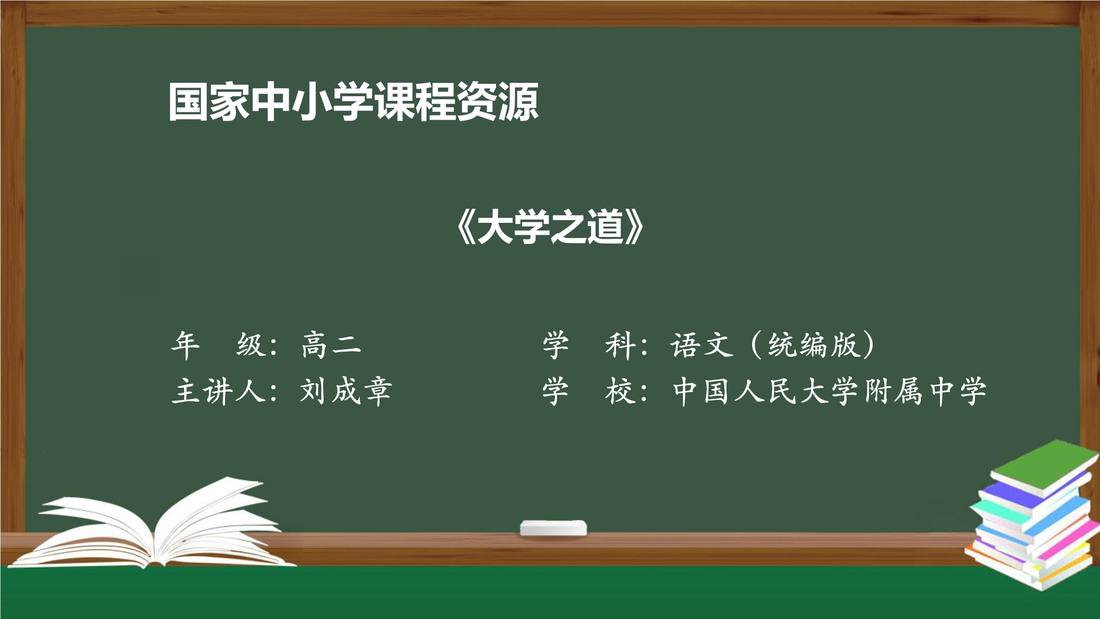 国家中小学课程资源
《大学之道》
年 级：高二 学 科：语文（统编版）
主讲人：刘成章 学 校：中国人民大学附属中学